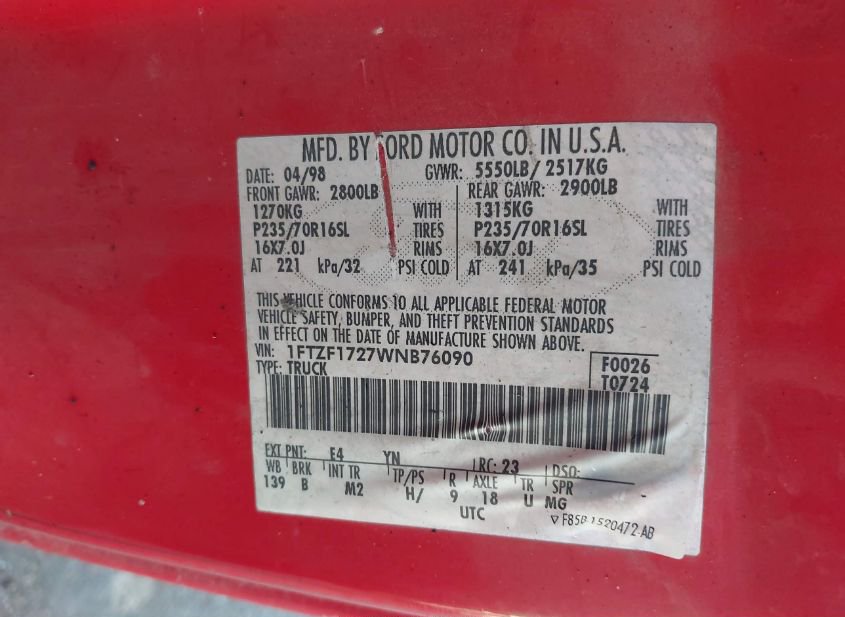 MFD. BY FORD MOTOR CO. IN U.S.A.
DATE: 04/98 GVWR: 5550LB/ 2517KG
FRONT GAWR: 2800LB REAR GAWR: 2900LB
1270KG WITH 1315KG WITH
P235/70R16SL TIRES P235/70R16SL TIRES
16X7.0J RIMS 16X7.0J RIMS
AT 221 kPa/32 PSI COLD AT 241 kPa/35 PSI COLD
THIS VEHICLE CONFORMS TO ALL APPLICABLE FEDERAL MOTOR
VEHICLE SAFETY, BUMPER, AND THEFT PREVENTION STANDARDS
IN EFFECT ON THE DATE OF MANUFACTURE SHOWN ABOVE.
VIN: 1FTZF1727WNB76090 F0026
TYPE: TRUCK T0724
EXT PNT: E4 YN RC: 23 DSO:
WB BRK INT TR TP/PS R AXLE TR SPR
139 B M2 H/ 9 18 U MG
UTC
F85B-1520472-AB